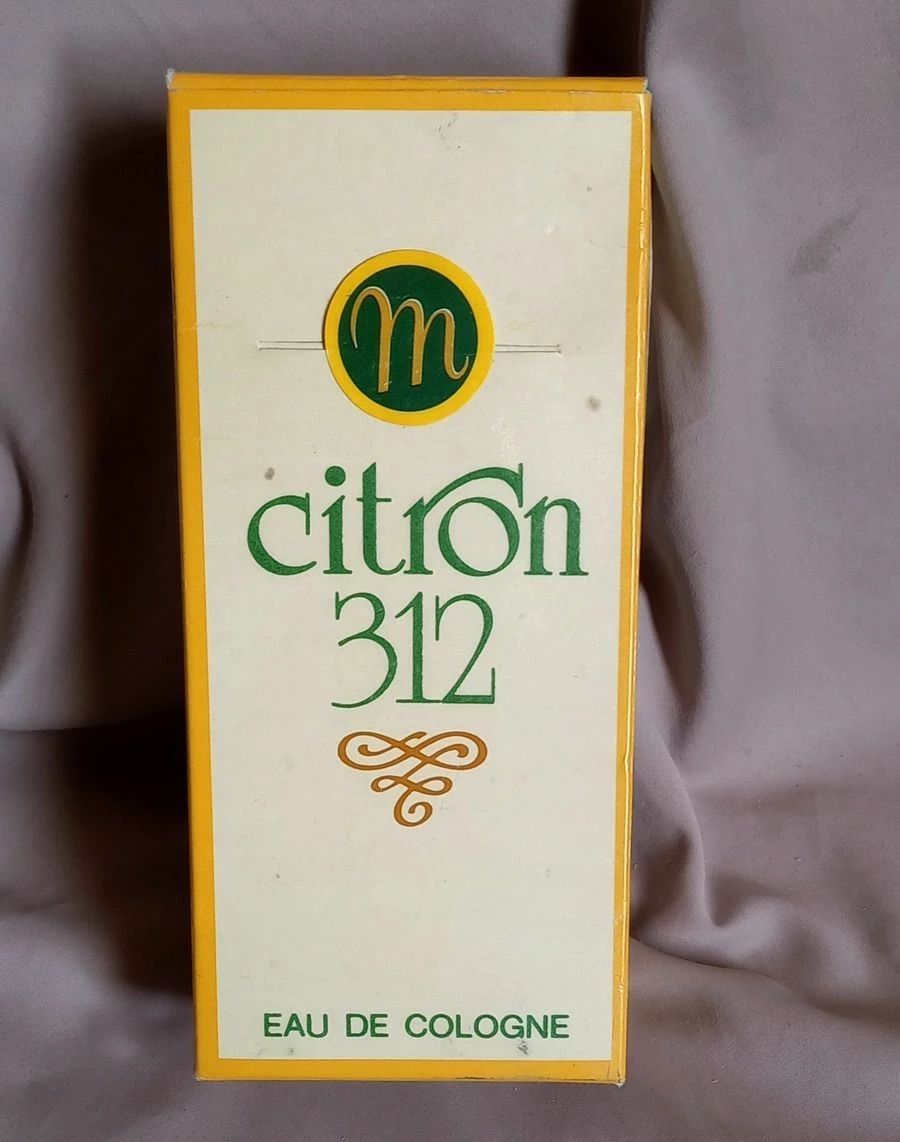 m
citron
312
EAU DE COLOGNE